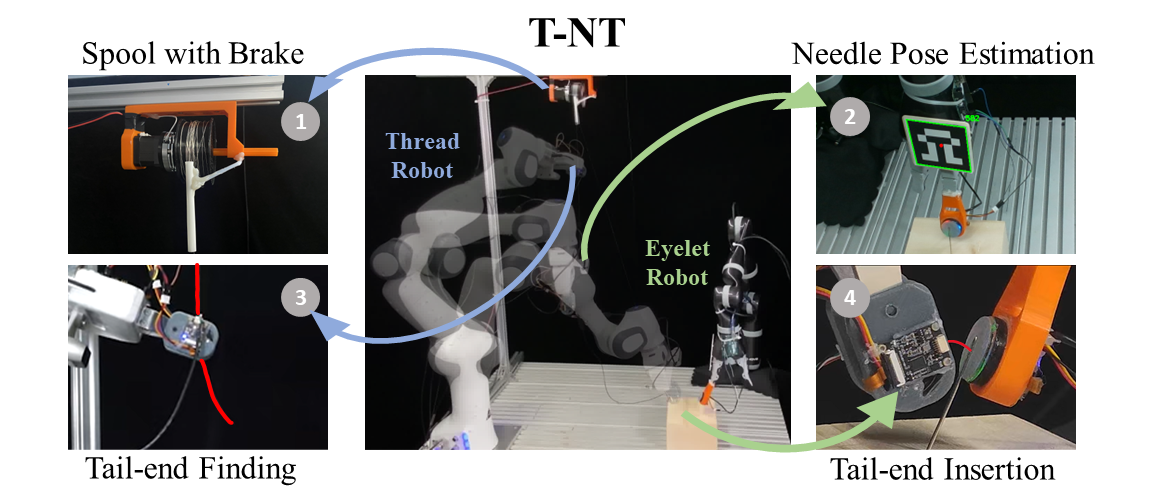 T-NT
Spool with Brake
Needle Pose Estimation
1
2
Thread
Robot
Eyelet
Robot
3
4
Tail-end Finding
Tail-end Insertion